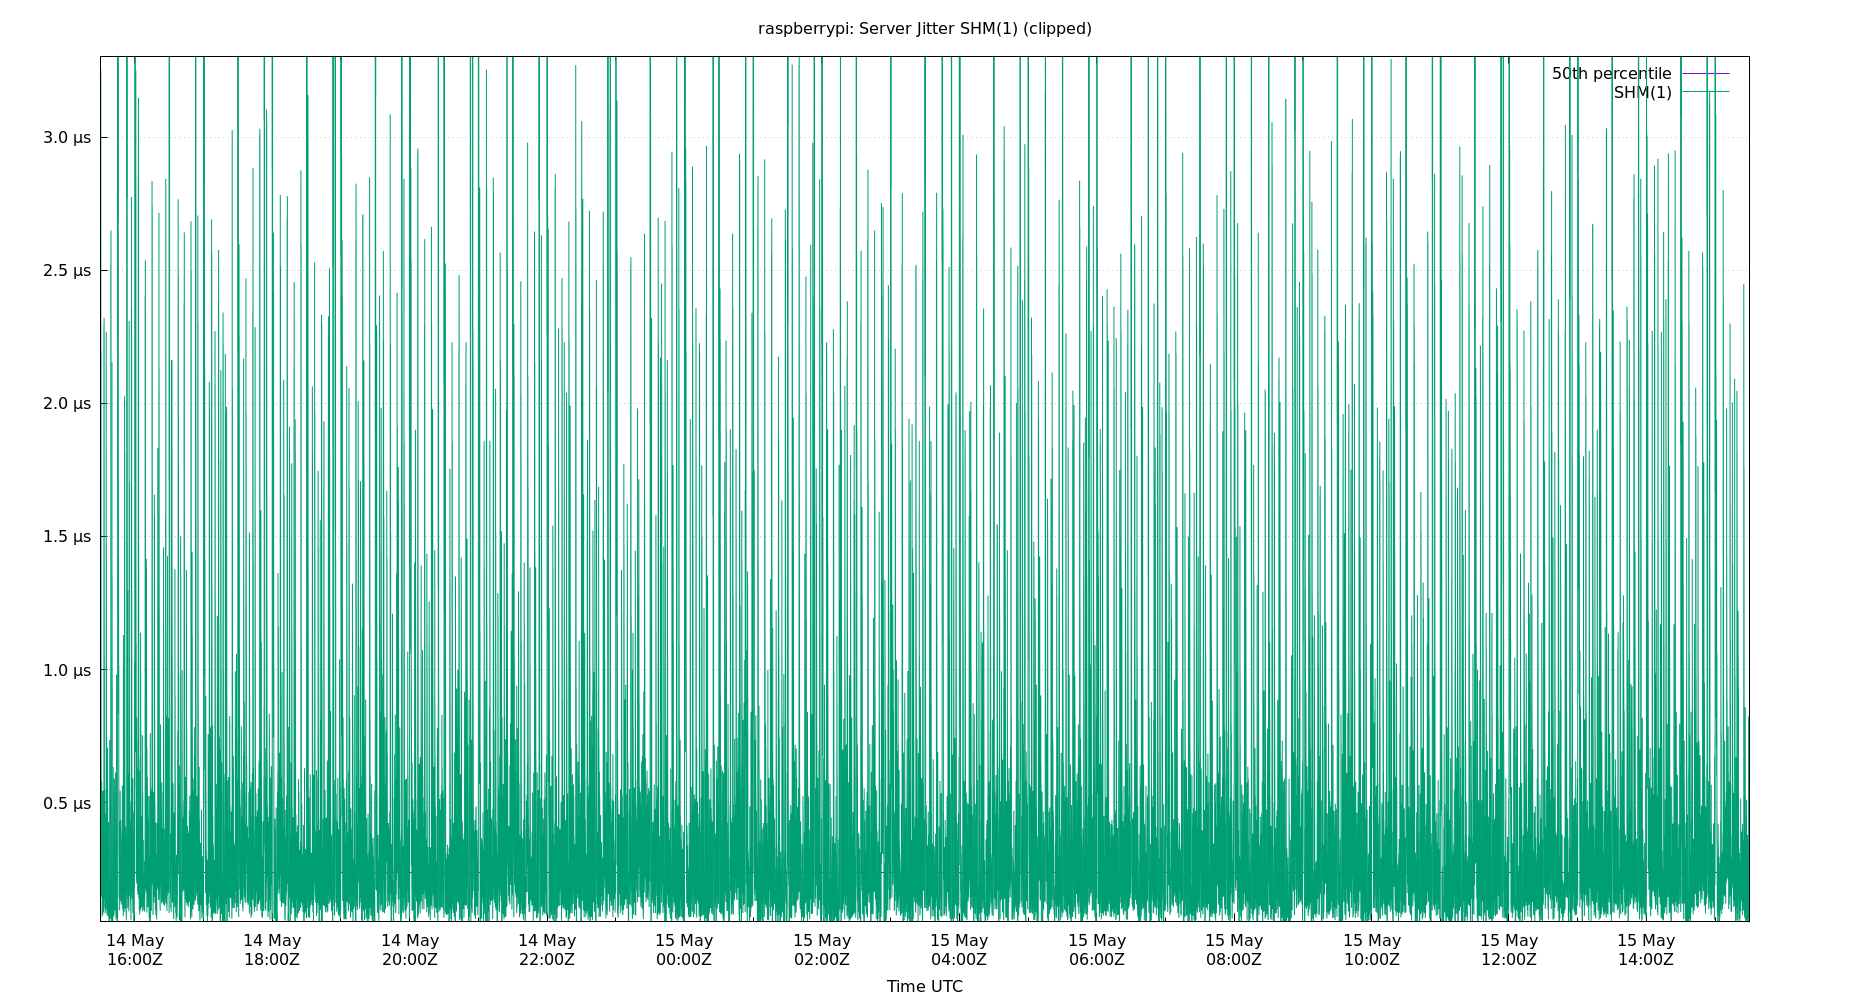 raspberrypi: Server Jitter SHM(1) (clipped)
50th percentile
SHM(1)
3.0 µs
2.5 µs
2.0 µs
1.5 µs
1.0 µs
0.5 µs
14 May 14 May 14 May 14 May 15 May 15 May 15 May 15 May 15 May 15 May 15 May 15 May
16:00Z 18:00Z 20:00Z 22:00Z 00:00Z 02:00Z 04:00Z 06:00Z 08:00Z 10:00Z 12:00Z 14:00Z
Time UTC